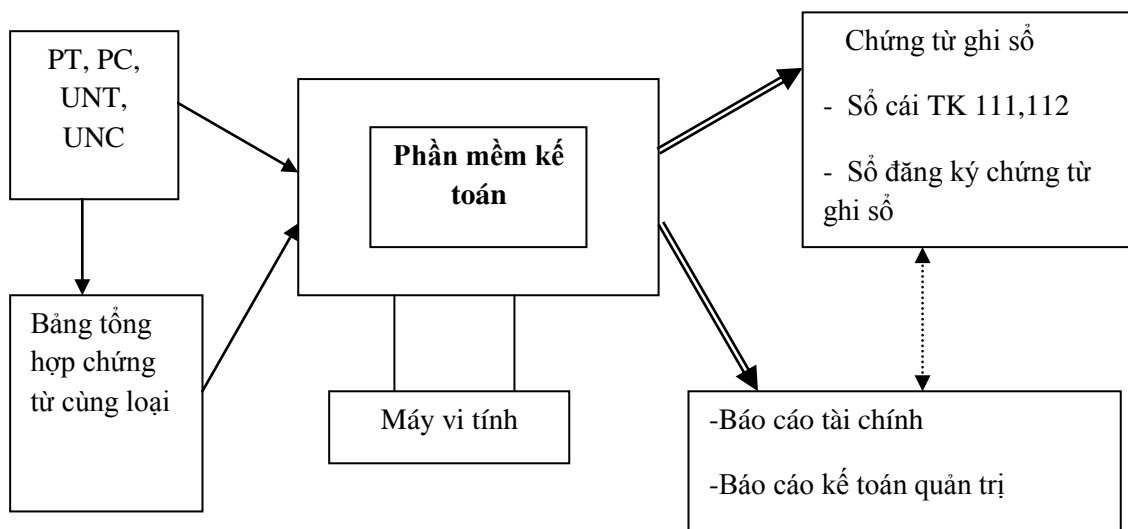 PT, PC,
UNT,
UNC
Bảng tổng
hợp chứng
từ cùng loại
Phần mềm kế
toán
Máy vi tính
Chứng từ ghi sổ
- Sổ cái TK 111,112
- Sổ đăng ký chứng từ
ghi sổ
-Báo cáo tài chính
-Báo cáo kế toán quản trị